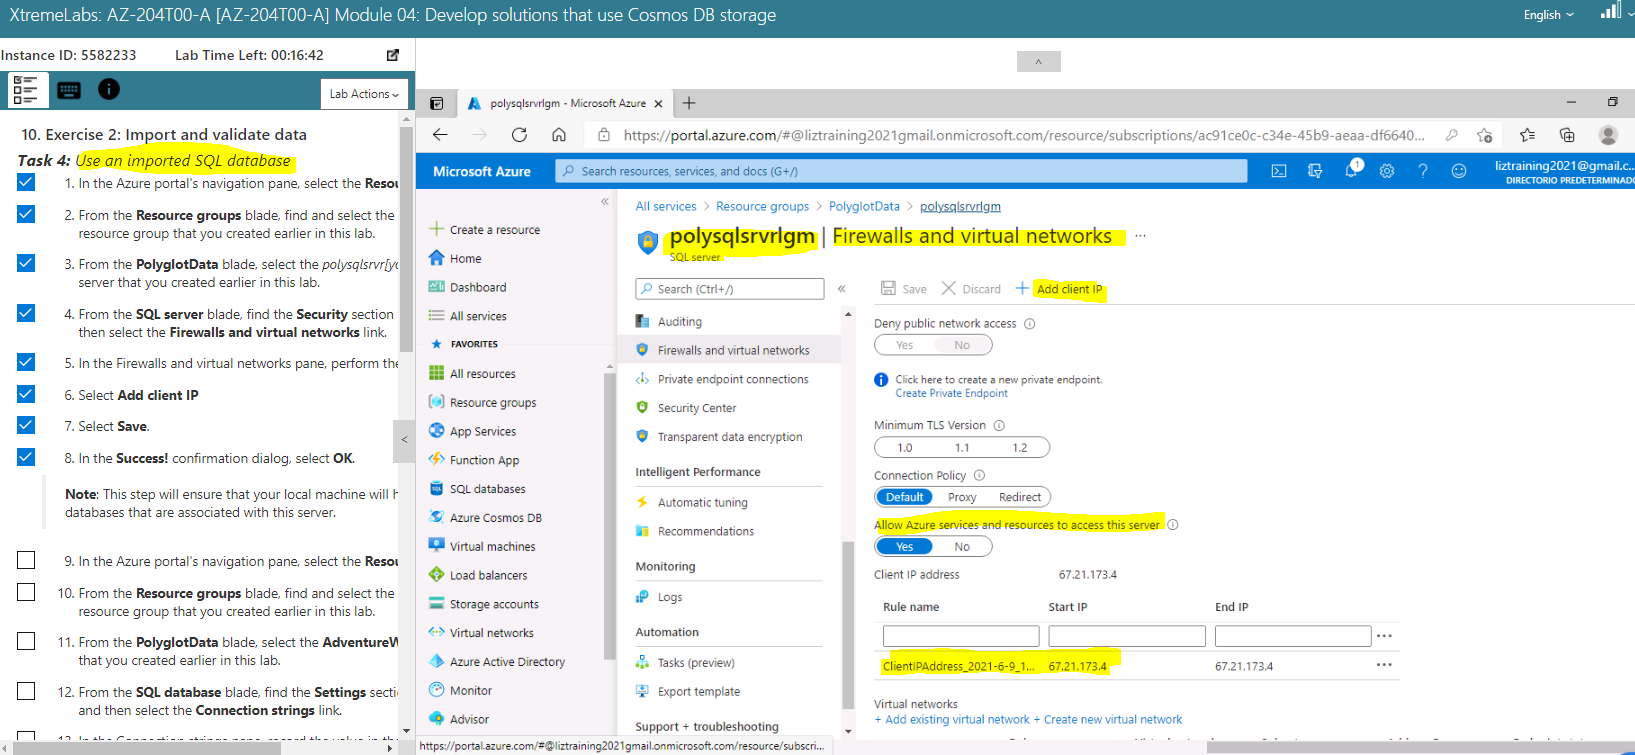 XtremeLabs: AZ-204T00-A [AZ-204T00-A] Module 04: Develop solutions that use Cosmos DB storage
English
Instance ID: 5582233
Lab Time Left: 00:16:42
Lab Actions
10. Exercise 2: Import and validate data
Task 4: Use an imported SQL database
1. In the Azure portal's navigation pane, select the Resou
2. From the Resource groups blade, find and select the
resource group that you created earlier in this lab.
3. From the PolyglotData blade, select the polysqlsrvr[yo
server that you created earlier in this lab.
4. From the SQL server blade, find the Security section
then select the Firewalls and virtual networks link.
5. In the Firewalls and virtual networks pane, perform the
6. Select Add client IP
7. Select Save.
8. In the Success! confirmation dialog, select OK.
Note: This step will ensure that your local machine will h
databases that are associated with this server.
9. In the Azure portal's navigation pane, select the Resou
10. From the Resource groups blade, find and select the
resource group that you created earlier in this lab.
11. From the PolyglotData blade, select the AdventureW
that you created earlier in this lab.
12. From the SQL database blade, find the Settings secti
and then select the Connection strings link.
polysqlsrvrlgm - Microsoft Azure
https://portal.azure.com/#@liztraining2021gmail.onmicrosoft.com/resource/subscriptions/ac91ce0c-c34e-45b9-aeaa-df6640...
Microsoft Azure
Search resources, services, and docs (G+/)
1
liztraining2021@gmail.c...
DIRECTORIO PREDETERMINADO
Create a resource
Home
Dashboard
All services
FAVORITES
All resources
Resource groups
App Services
Function App
SQL databases
Azure Cosmos DB
Virtual machines
Load balancers
Storage accounts
Virtual networks
Azure Active Directory
Monitor
Advisor
https://portal.azure.com/#@liztraining2021gmail.onmicrosoft.com/resource/subscri...
All services > Resource groups > PolyglotData > polysqlsrvrlgm
polysqlsrvrlgm | Firewalls and virtual networks ...
SQL server
Search (Ctrl+/)
Auditing
Firewalls and virtual networks
Private endpoint connections
Security Center
Transparent data encryption
Intelligent Performance
Automatic tuning
Recommendations
Monitoring
Logs
Automation
Tasks (preview)
Export template
Support + troubleshooting
Save
Discard
Add client IP
Deny public network access
Yes No
Click here to create a new private endpoint.
Create Private Endpoint
Minimum TLS Version
1.0 1.1 1.2
Connection Policy
Default Proxy Redirect
Allow Azure services and resources to access this server
Yes No
Client IP address 67.21.173.4
Rule name Start IP End IP
ClientIPAddress_2021-6-9_1... 67.21.173.4 67.21.173.4
Virtual networks
+ Add existing virtual network + Create new virtual network